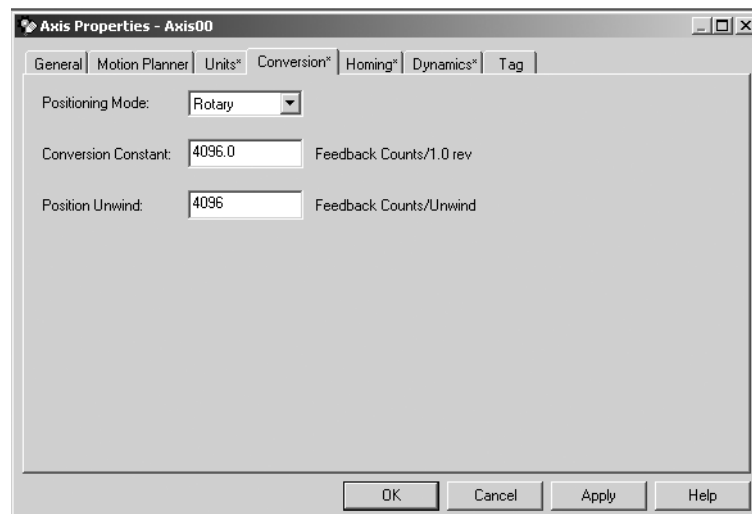 Axis Properties - Axis00
General Motion Planner Units* Conversion* Homing* Dynamics* Tag
Positioning Mode: Rotary
Conversion Constant: 4096.0 Feedback Counts/1.0 rev
Position Unwind: 4096 Feedback Counts/Unwind
OK Cancel Apply Help